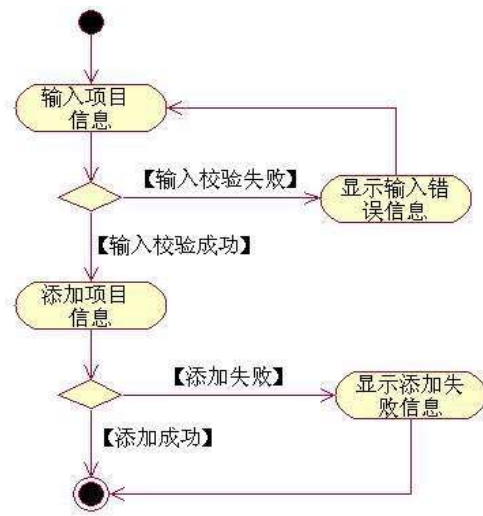 输入项目
信息
【输入校验失败】
显示输入错
误信息
【输入校验成功】
添加项目
信息
【添加失败】
显示添加失
败信息
【添加成功】